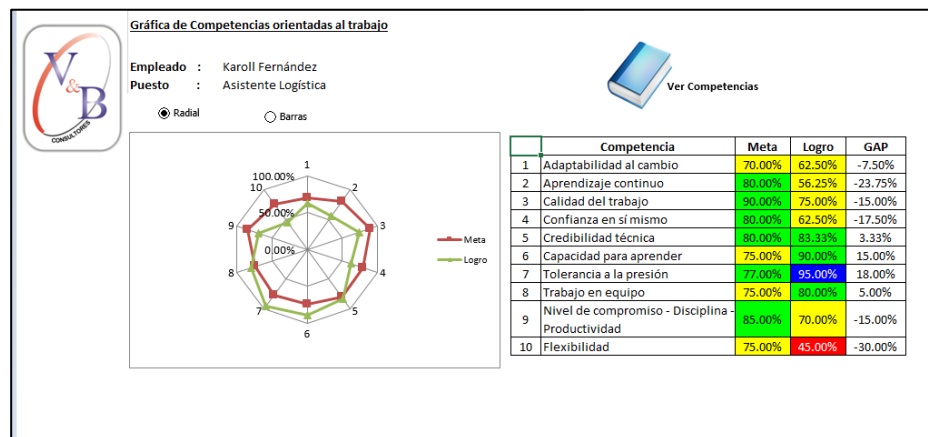 Gráfica de Competencias orientadas al trabajo
V&B
CONSULTORES
Empleado : Karoll Fernández
Puesto : Asistente Logística
Ver Competencias
Radial Barras
1
2
3
4
5
6
7
8
9
10
100.00%
50.00%
0.00%
Meta
Logro
Competencia Meta Logro GAP
1 Adaptabilidad al cambio 70.00% 62.50% -7.50%
2 Aprendizaje continuo 80.00% 56.25% -23.75%
3 Calidad del trabajo 90.00% 75.00% -15.00%
4 Confianza en sí mismo 80.00% 62.50% -17.50%
5 Credibilidad técnica 80.00% 83.33% 3.33%
6 Capacidad para aprender 75.00% 90.00% 15.00%
7 Tolerancia a la presión 77.00% 95.00% 18.00%
8 Trabajo en equipo 75.00% 80.00% 5.00%
9 Nivel de compromiso - Disciplina -
Productividad 85.00% 70.00% -15.00%
10 Flexibilidad 75.00% 45.00% -30.00%